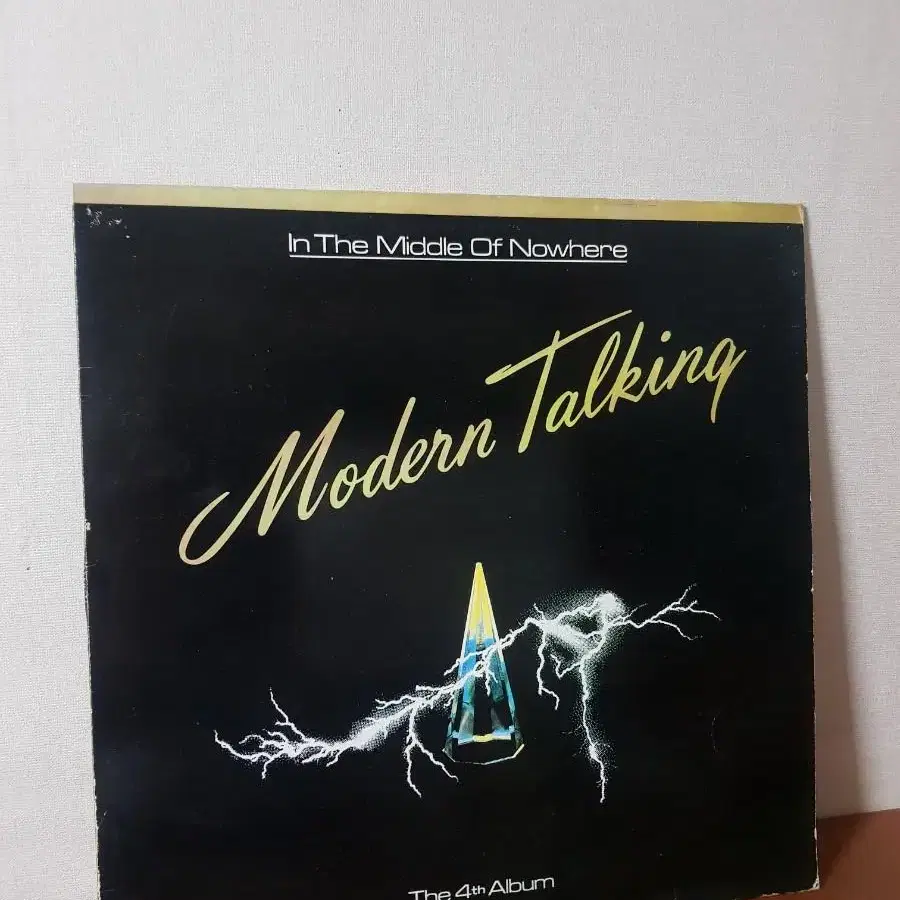 In The Middle Of Nowhere
Modern Talking
The 4th Album